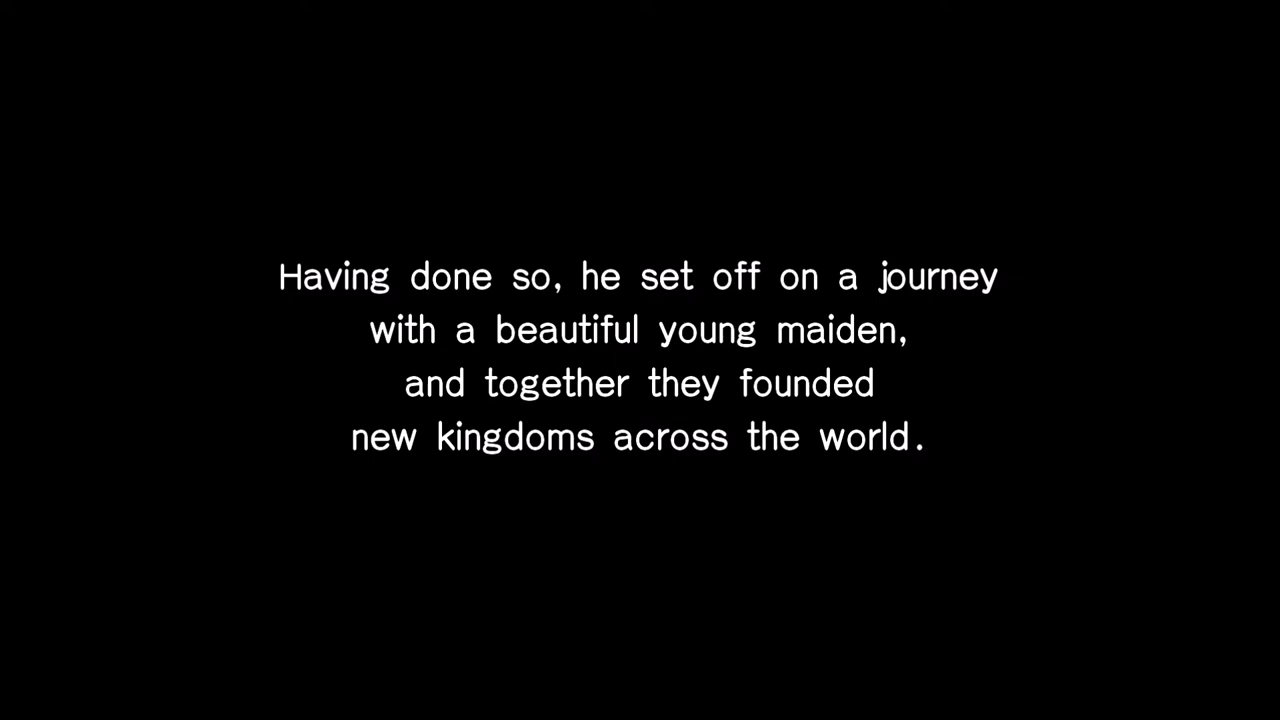 Having done so, he set off on a journey
with a beautiful young maiden,
and together they founded
new kingdoms across the world.